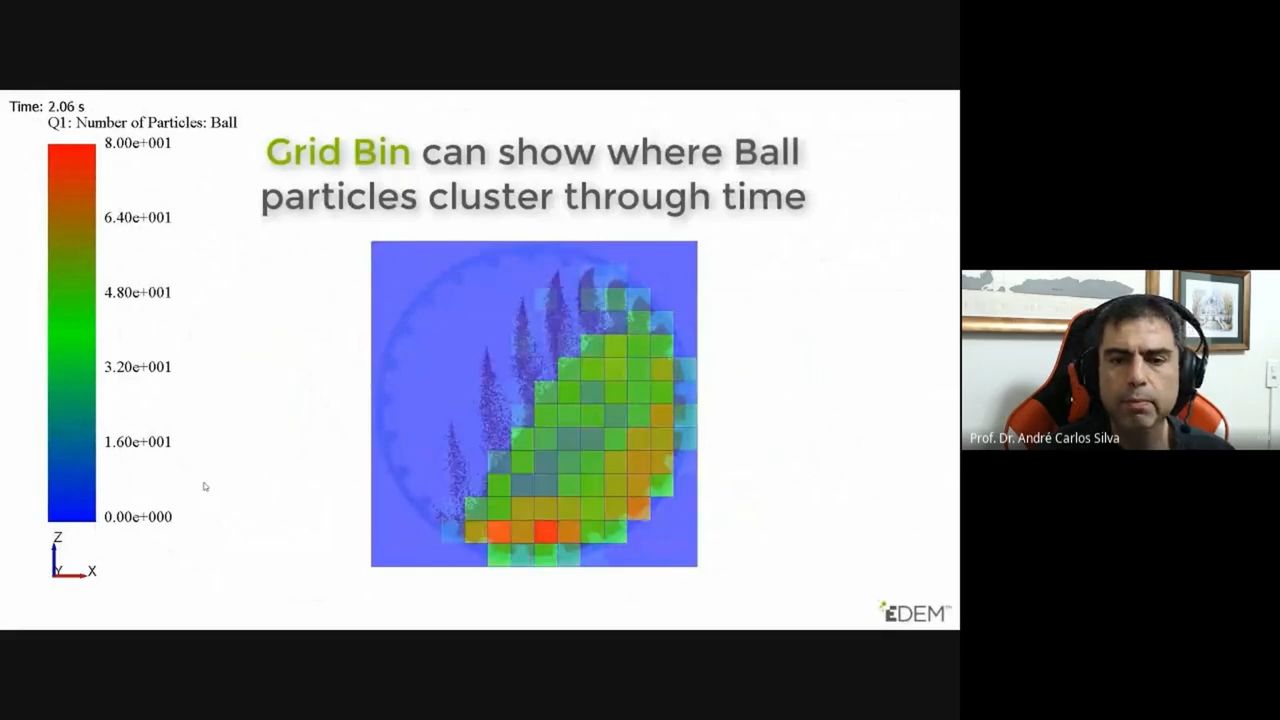 Time: 2.06 s
Q1: Number of Particles: Ball
8.00e+001
6.40e+001
4.80e+001
3.20e+001
1.60e+001
0.00e+000
Z
Y
X
Grid Bin can show where Ball
particles cluster through time
EDEM
Prof. Dr. André Carlos Silva